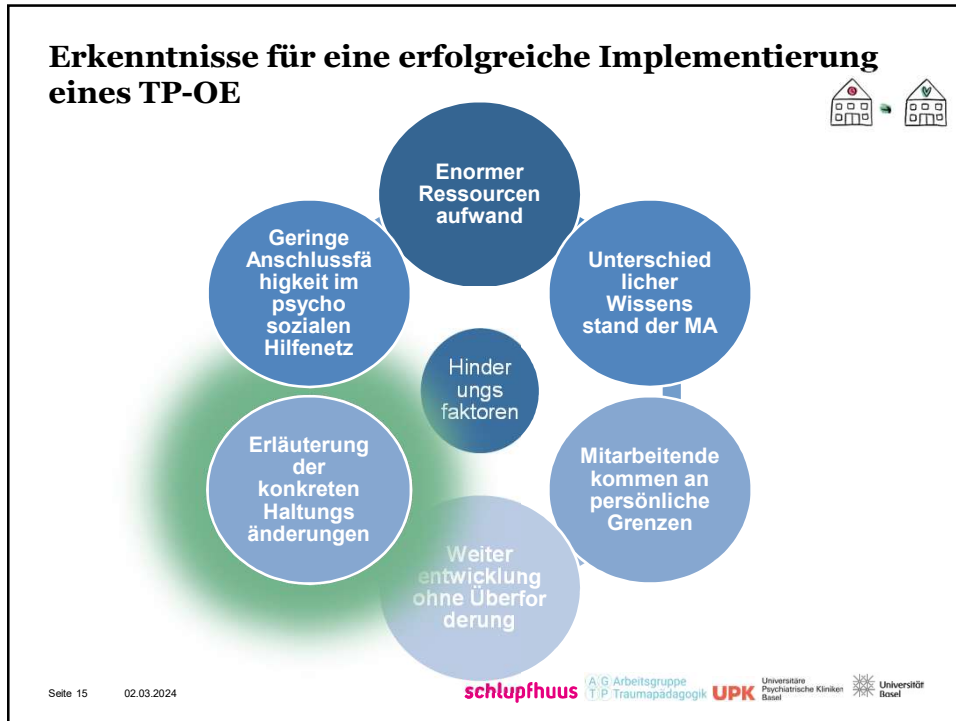 Erkenntnisse für eine erfolgreiche Implementierung
eines TP-OE
Enormer
Ressourcen
aufwand
Unterschied
licher
Wissens
stand der MA
Mitarbeitende
kommen an
persönliche
Grenzen
Weiter
entwicklung
ohne Überfor
derung
Erläuterung
der
konkreten
Haltungs
änderungen
Geringe
Anschlussfä
higkeit im
psycho
sozialen
Hilfenetz
Hinder
ungs
faktoren
Seite 15 02.03.2024
schlupfhuus
A G Arbeitsgruppe
T P Traumapädagogik
UPK
Universitäre
Psychiatrische Kliniken
Basel
Universität
Basel